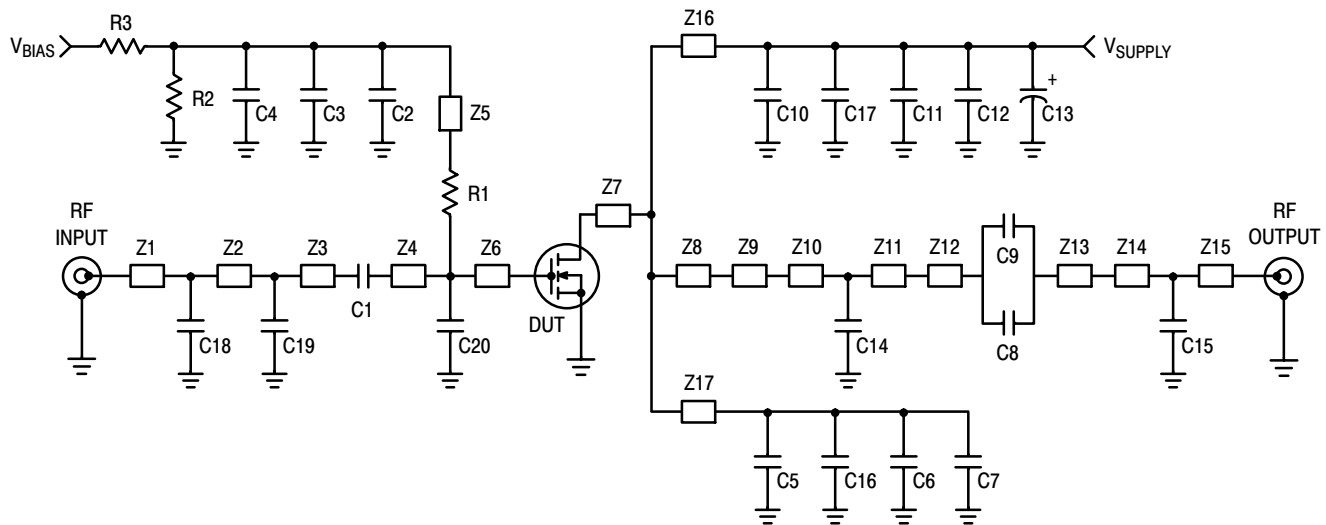 R3
Z16
V_BIAS
V_SUPPLY
R2
C4
C3
C2
Z5
C10
C17
C11
C12
+
C13
R1
Z7
RF
INPUT
Z1
Z2
Z3
Z4
Z6
Z8
Z9
Z10
Z11
Z12
C9
Z13
Z14
Z15
RF
OUTPUT
C1
DUT
C18
C19
C20
C14
C8
C15
Z17
C5
C16
C6
C7